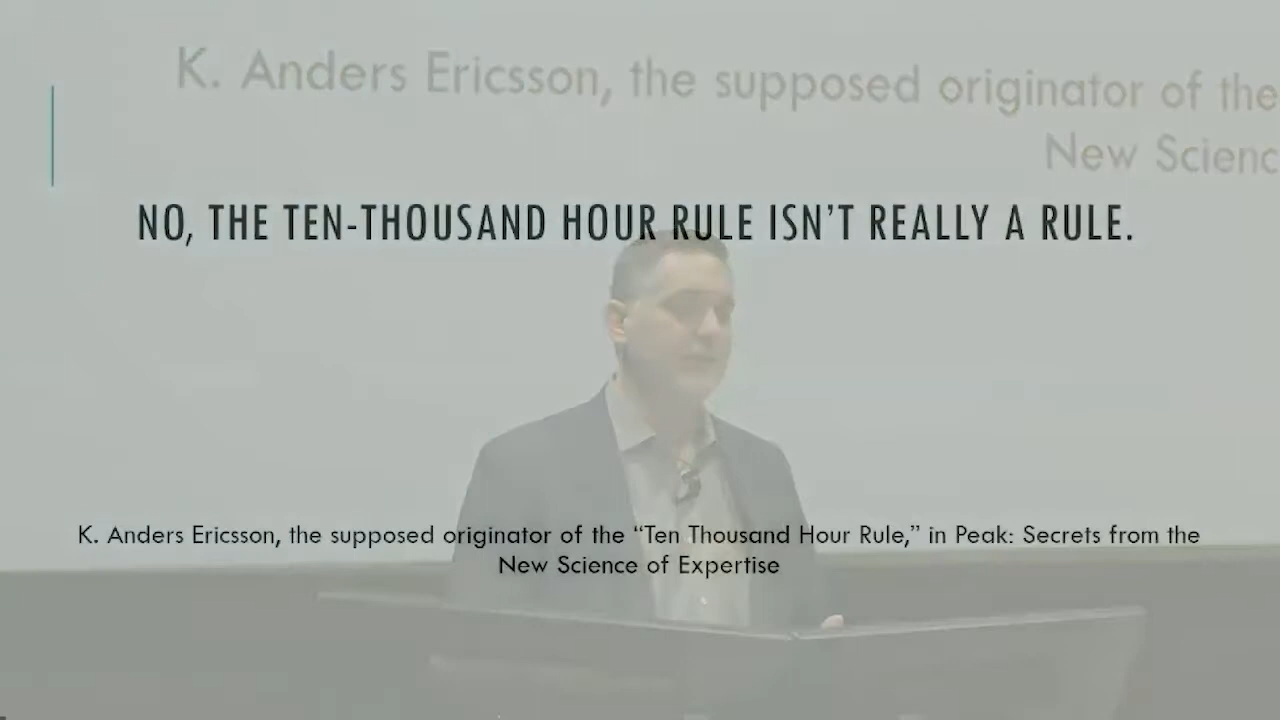 K. Anders Ericsson, the supposed originator of the
New Scienc
NO, THE TEN-THOUSAND HOUR RULE ISN’T REALLY A RULE.
K. Anders Ericsson, the supposed originator of the “Ten Thousand Hour Rule,” in Peak: Secrets from the
New Science of Expertise